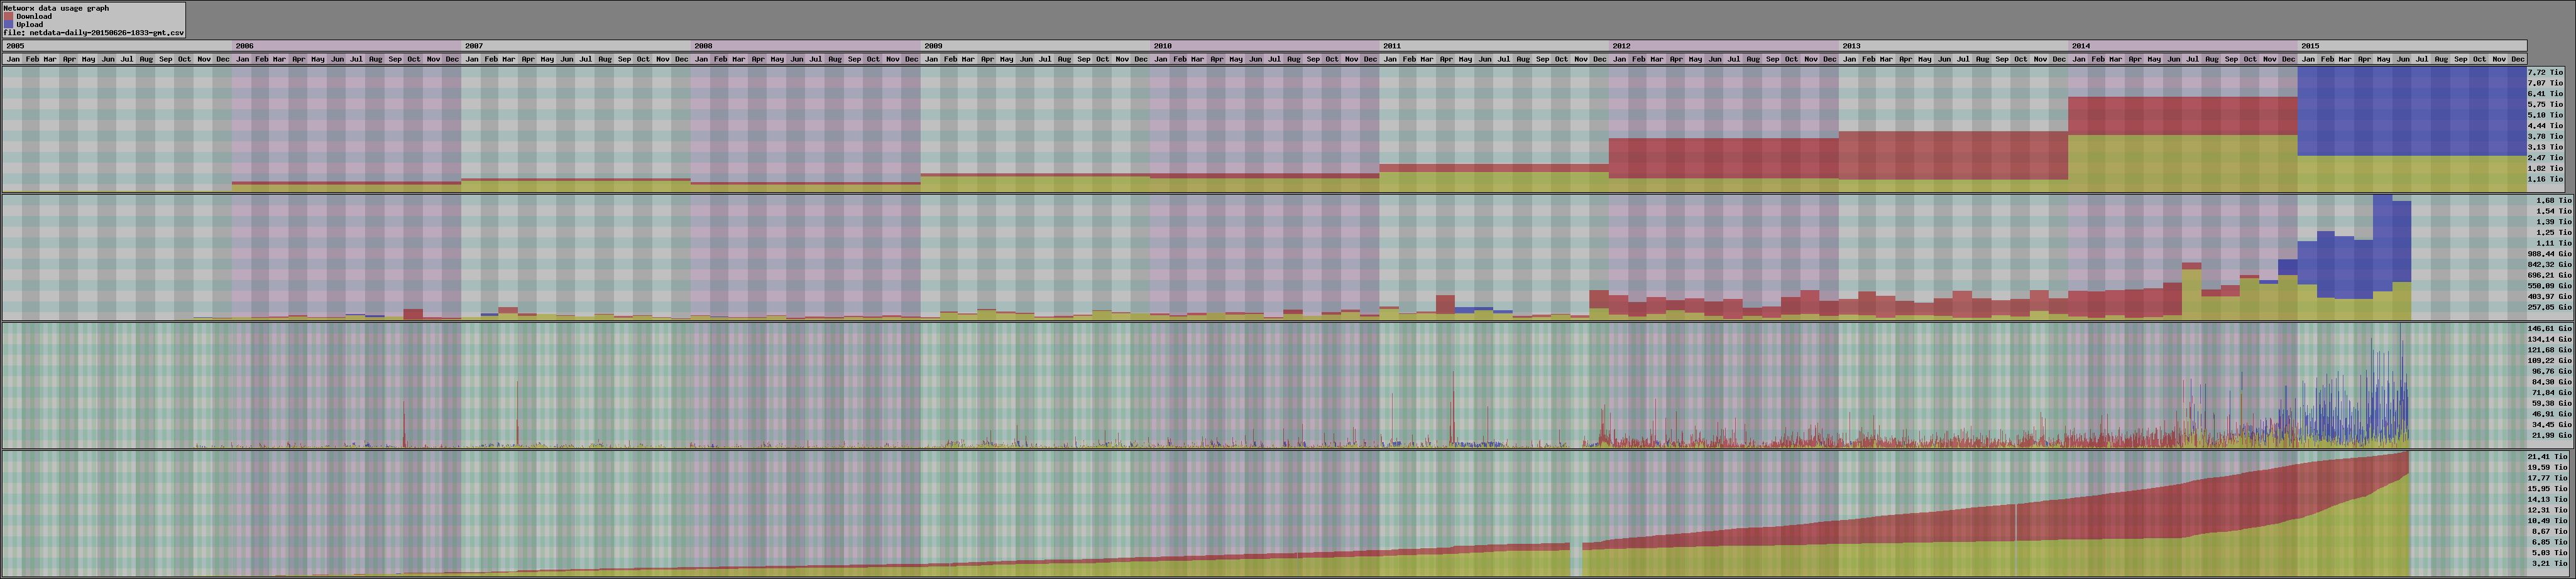 Networx data usage graph
Download
Upload
file: netdata-daily-20150626-1833-gmt.csv
2005 2006 2007 2008 2009 2010 2011 2012 2013 2014 2015
Jan Feb Mar Apr May Jun Jul Aug Sep Oct Nov Dec Jan Feb Mar Apr May Jun Jul Aug Sep Oct Nov Dec Jan Feb Mar Apr May Jun Jul Aug Sep Oct Nov Dec Jan Feb Mar Apr May Jun Jul Aug Sep Oct Nov Dec Jan Feb Mar Apr May Jun Jul Aug Sep Oct Nov Dec Jan Feb Mar Apr May Jun Jul Aug Sep Oct Nov Dec Jan Feb Mar Apr May Jun Jul Aug Sep Oct Nov Dec Jan Feb Mar Apr May Jun Jul Aug Sep Oct Nov Dec Jan Feb Mar Apr May Jun Jul Aug Sep Oct Nov Dec Jan Feb Mar Apr May Jun Jul Aug Sep Oct Nov Dec Jan Feb Mar Apr May Jun Jul Aug Sep Oct Nov Dec
7,72 Tio
7,07 Tio
6,41 Tio
5,75 Tio
5,10 Tio
4,44 Tio
3,78 Tio
3,13 Tio
2,47 Tio
1,82 Tio
1,16 Tio
1,68 Tio
1,54 Tio
1,39 Tio
1,25 Tio
1,11 Tio
988,44 Gio
842,32 Gio
696,21 Gio
550,09 Gio
403,97 Gio
257,85 Gio
146,61 Gio
134,14 Gio
121,68 Gio
109,22 Gio
96,76 Gio
84,30 Gio
71,84 Gio
59,38 Gio
46,91 Gio
34,45 Gio
21,99 Gio
21,41 Tio
19,59 Tio
17,77 Tio
15,95 Tio
14,13 Tio
12,31 Tio
10,49 Tio
8,67 Tio
6,85 Tio
5,03 Tio
3,21 Tio